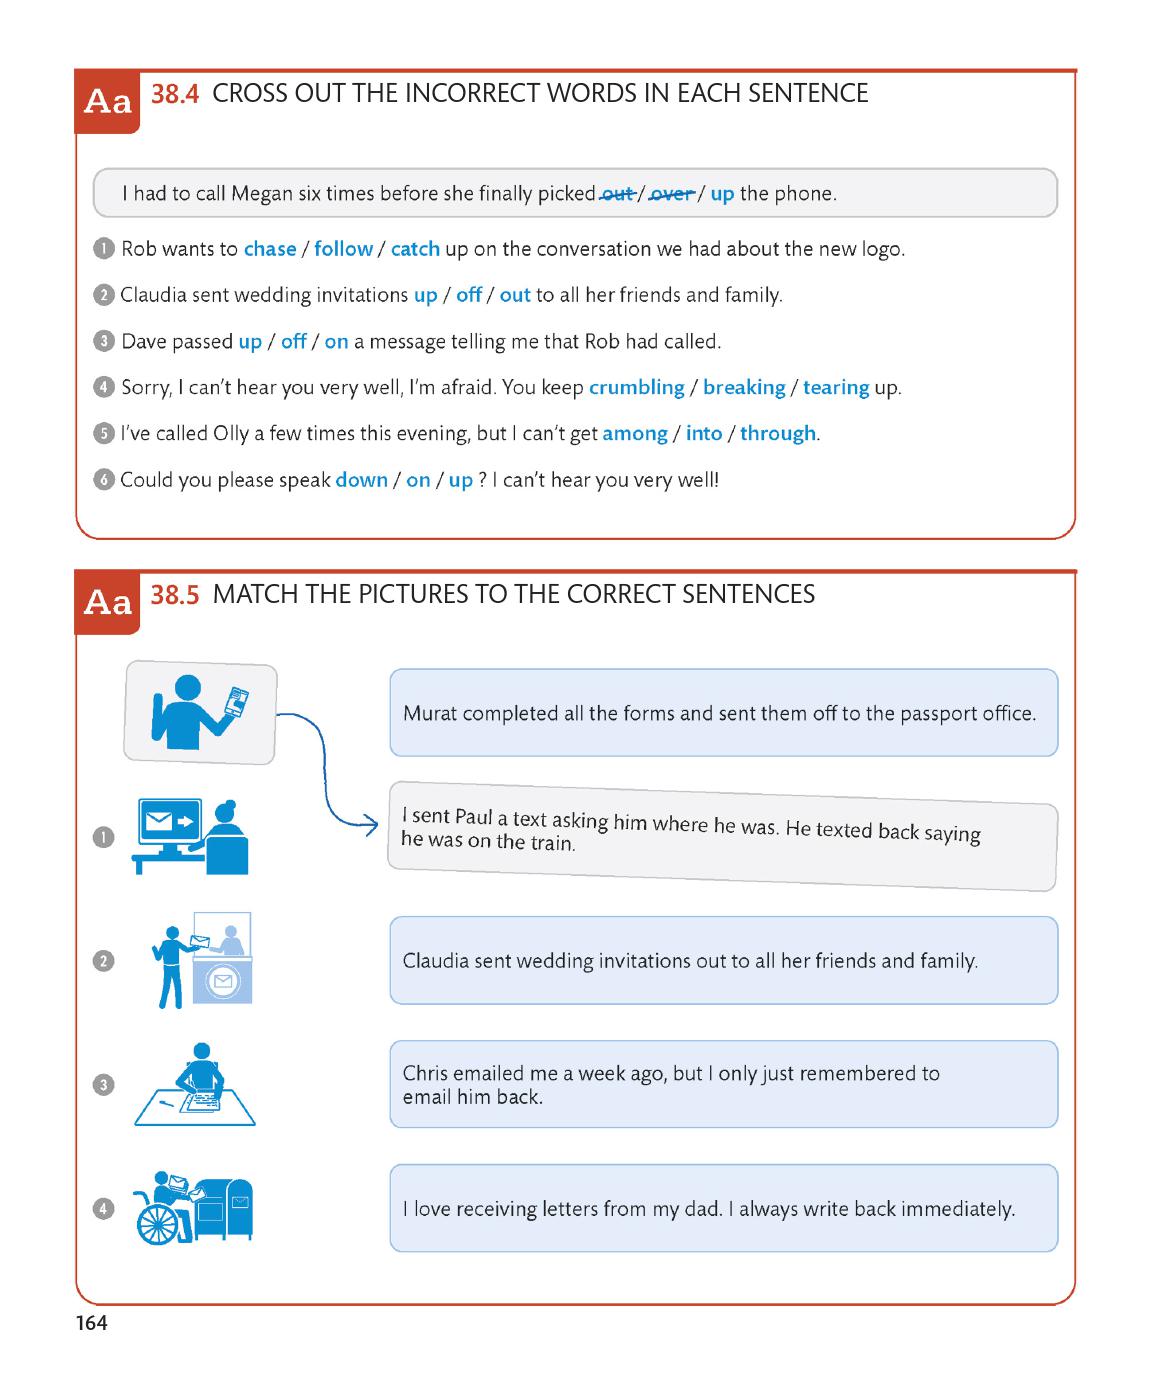 Aa 38.4 CROSS OUT THE INCORRECT WORDS IN EACH SENTENCE
I had to call Megan six times before she finally picked out / over / up the phone.
1 Rob wants to chase / follow / catch up on the conversation we had about the new logo.
2 Claudia sent wedding invitations up / off / out to all her friends and family.
3 Dave passed up / off / on a message telling me that Rob had called.
4 Sorry, I can't hear you very well, I'm afraid. You keep crumbling / breaking / tearing up.
5 I've called Olly a few times this evening, but I can't get among / into / through.
6 Could you please speak down / on / up ? I can't hear you very well!
Aa 38.5 MATCH THE PICTURES TO THE CORRECT SENTENCES
Murat completed all the forms and sent them off to the passport office.
1
I sent Paul a text asking him where he was. He texted back saying
he was on the train.
2
Claudia sent wedding invitations out to all her friends and family.
3
Chris emailed me a week ago, but I only just remembered to
email him back.
4
I love receiving letters from my dad. I always write back immediately.
164